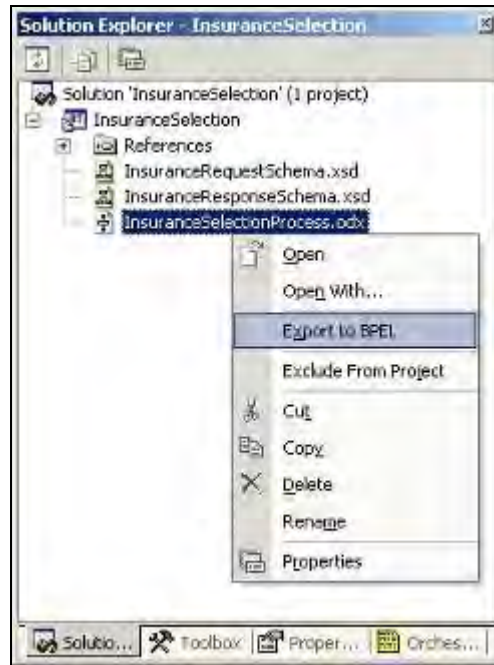 Solution Explorer - InsuranceSelection
Solution 'InsuranceSelection' (1 project)
InsuranceSelection
References
InsuranceRequestSchema.xsd
InsuranceResponseSchema.xsd
InsuranceSelectionProcess.odx
Open
Open With...
Export to BPEL
Exclude From Project
Cut
Copy
Delete
Rename
Properties
Solutio... Toolbox Proper... Orches...